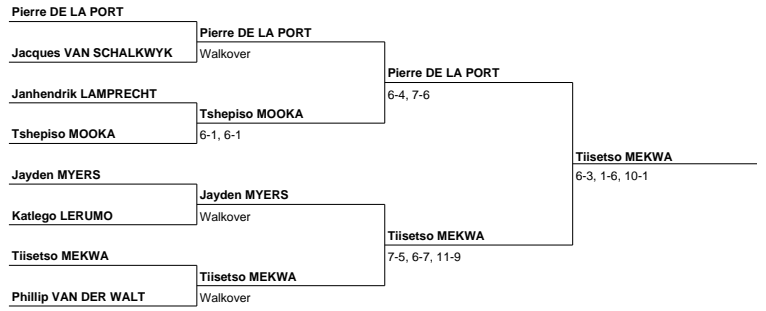 Pierre DE LA PORT
Pierre DE LA PORT
Jacques VAN SCHALKWYK
Walkover
Pierre DE LA PORT
Janhendrik LAMPRECHT
6-4, 7-6
Tshepiso MOOKA
Tshepiso MOOKA
6-1, 6-1
Tiisetso MEKWA
Jayden MYERS
6-3, 1-6, 10-1
Jayden MYERS
Katlego LERUMO
Walkover
Tiisetso MEKWA
Tiisetso MEKWA
7-5, 6-7, 11-9
Tiisetso MEKWA
Phillip VAN DER WALT
Walkover